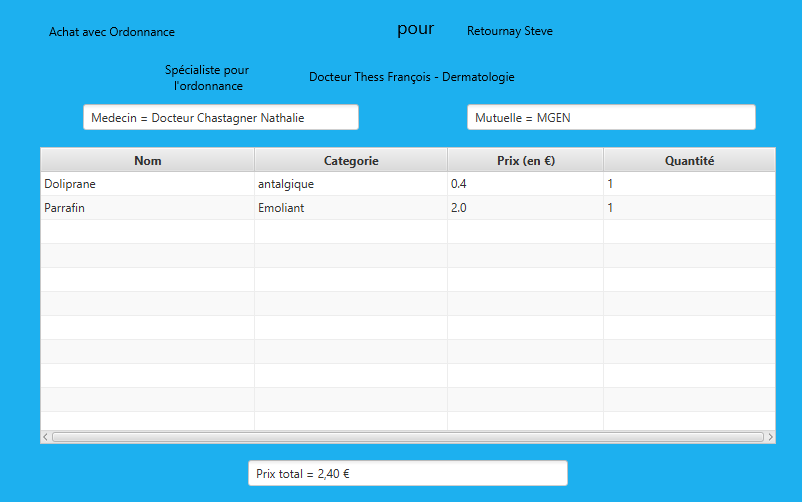 Achat avec Ordonnance pour Retournay Steve
Spécialiste pour
l'ordonnance
Docteur Thess François - Dermatologie
Medecin = Docteur Chastagner Nathalie Mutuelle = MGEN
Nom Categorie Prix (en €) Quantité
Doliprane antalgique 0.4 1
Parrafin Emoliant 2.0 1
Prix total = 2,40 €